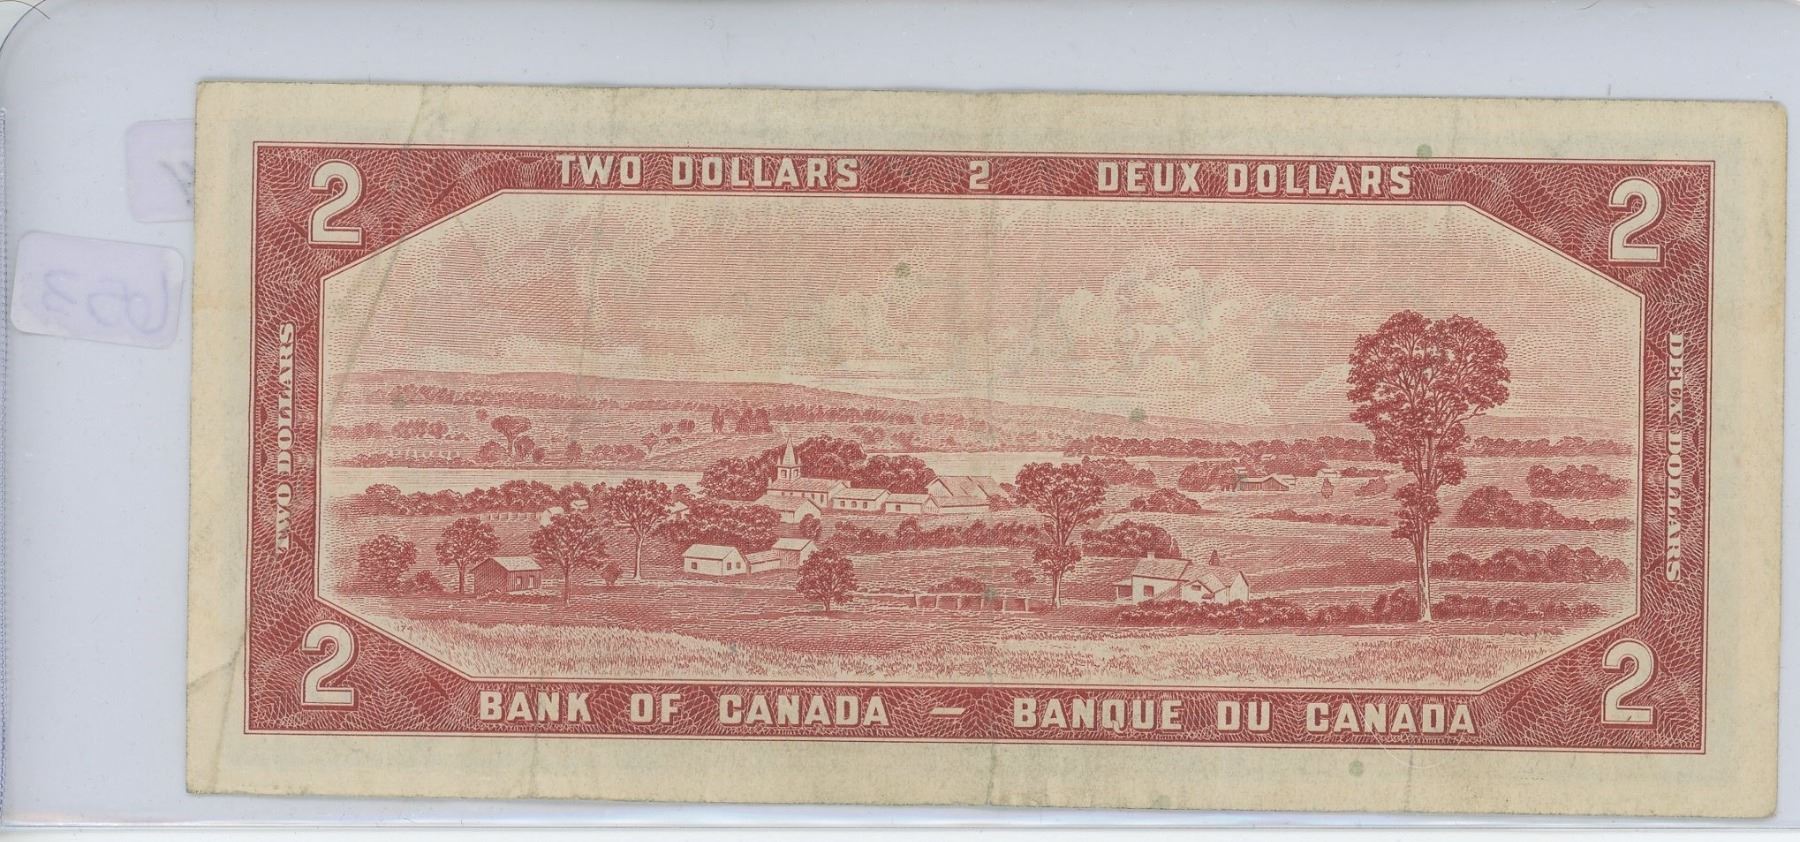 TWO DOLLARS 2 DEUX DOLLARS
2 2
TWO DOLLARS
DEUX DOLLARS
653
2 2
BANK OF CANADA — BANQUE DU CANADA